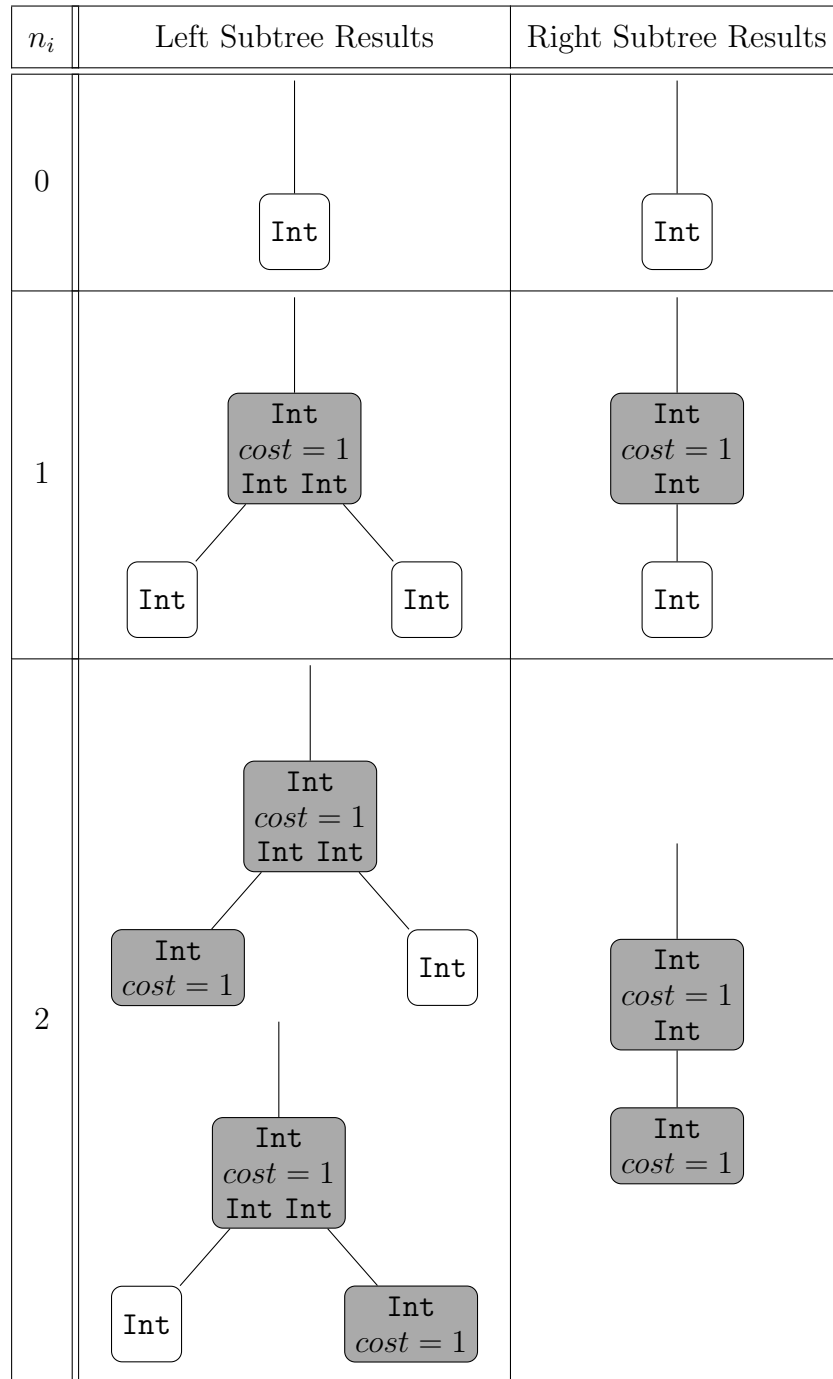 n_i Left Subtree Results Right Subtree Results
0
Int
Int
1
Int
cost = 1
Int Int
Int
Int
Int
cost = 1
Int
Int
2
Int
cost = 1
Int Int
Int
cost = 1
Int
Int
cost = 1
Int Int
Int
Int
cost = 1
Int
cost = 1
Int
Int
cost = 1